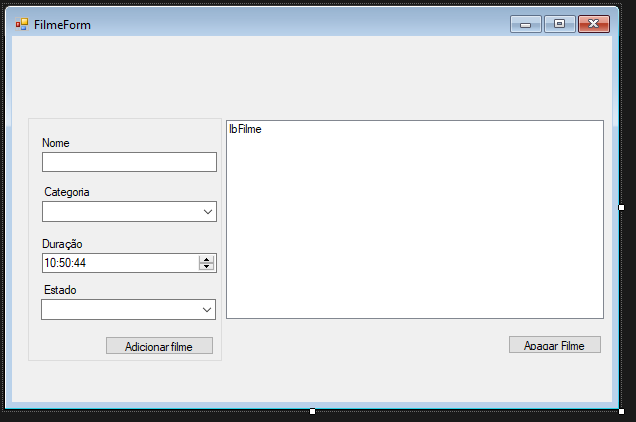 FilmeForm
Nome
lbFilme
Categoria
Duração
10:50:44
Estado
Adicionar filme
Apagar Filme